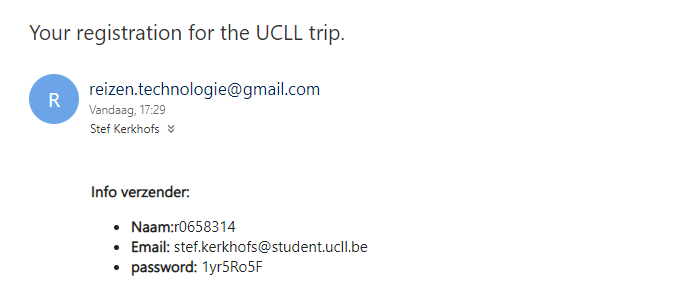 Your registration for the UCLL trip.
R
reizen.technologie@gmail.com
Vandaag, 17:29
Stef Kerkhofs
Info verzender:
• Naam:r0658314
• Email: stef.kerkhofs@student.ucll.be
• password: 1yr5Ro5F